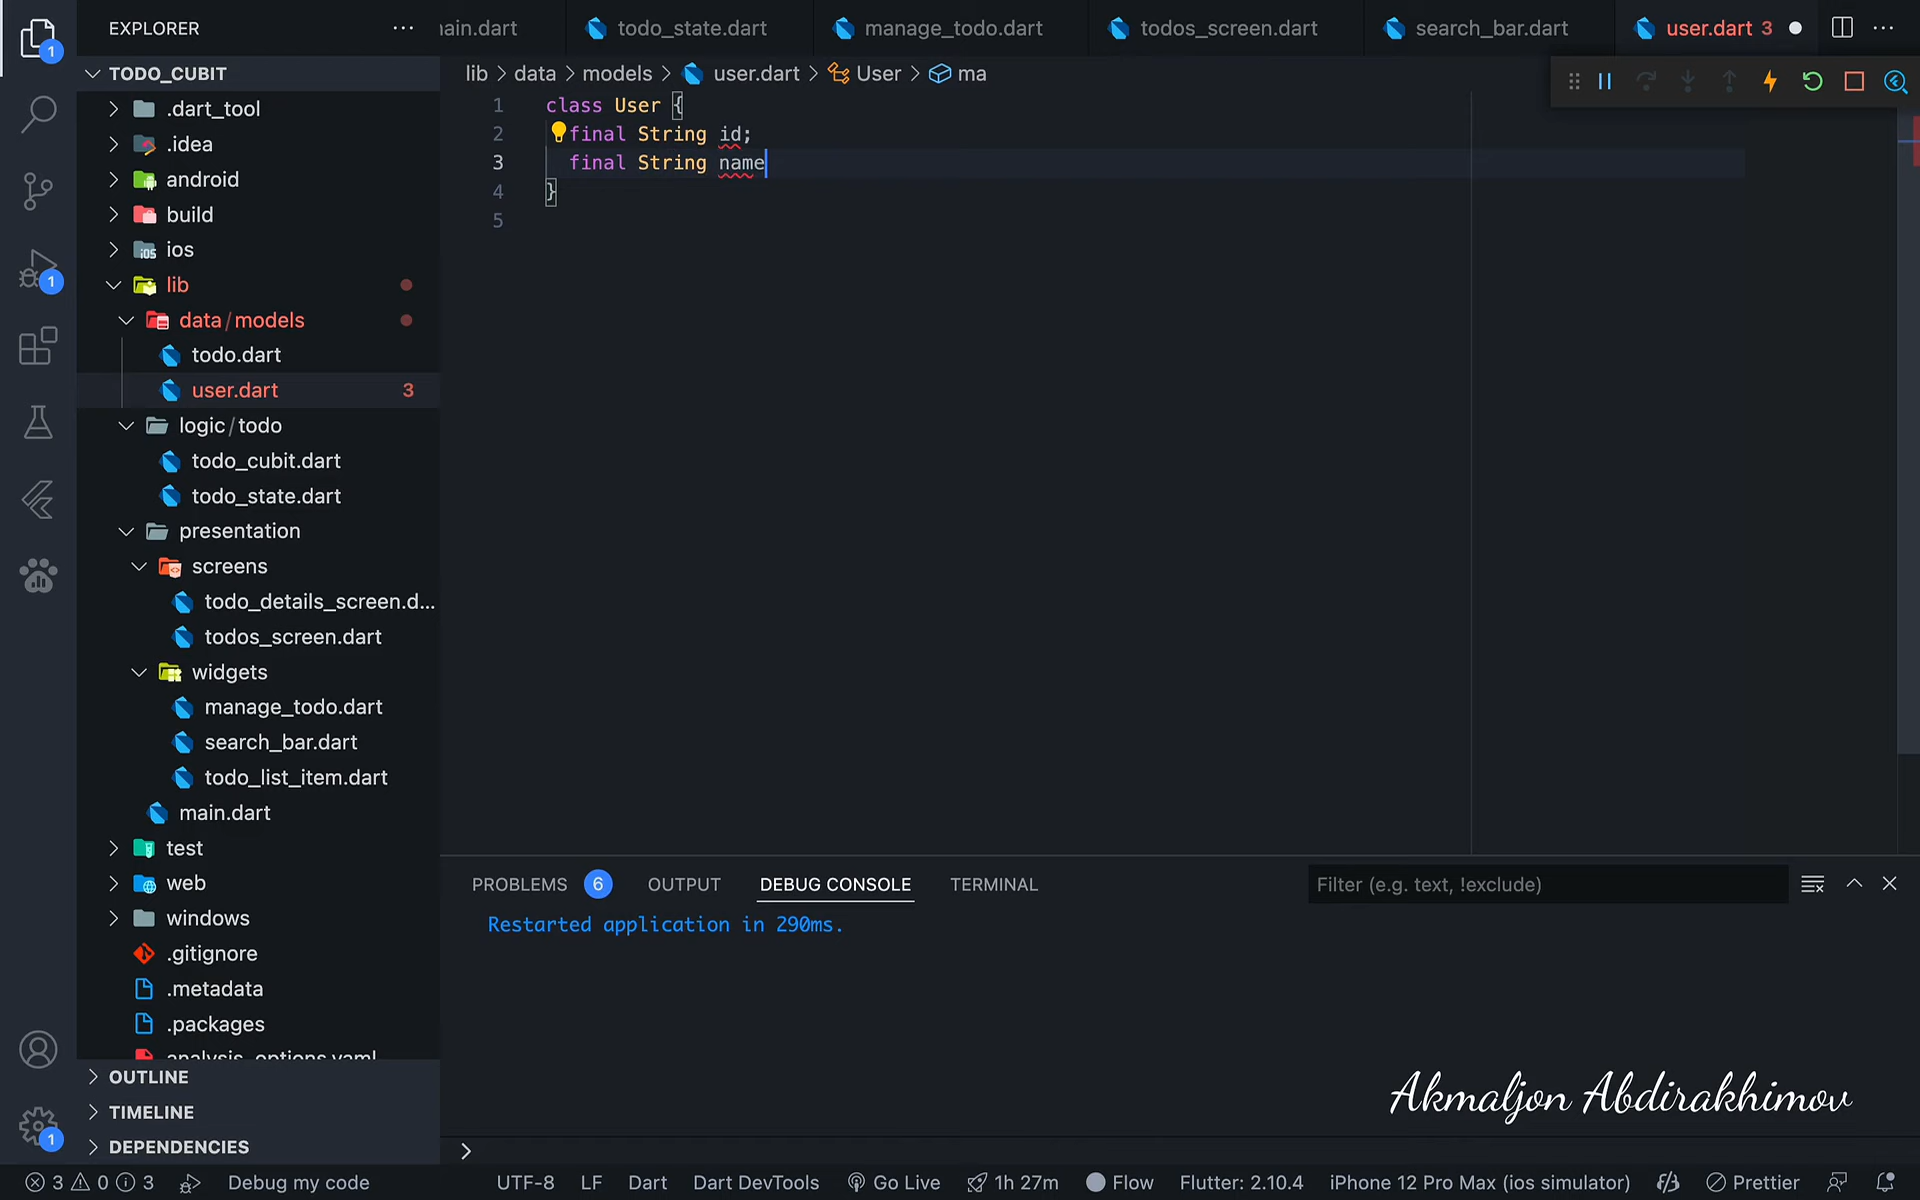 EXPLORER
main.dart
todo_state.dart
manage_todo.dart
todos_screen.dart
search_bar.dart
user.dart 3
TODO_CUBIT
lib > data > models > user.dart > User > ma
.dart_tool
.idea
android
build
ios
lib
data/models
todo.dart
user.dart 3
logic/todo
todo_cubit.dart
todo_state.dart
presentation
screens
todo_details_screen.d...
todos_screen.dart
widgets
manage_todo.dart
search_bar.dart
todo_list_item.dart
main.dart
test
web
windows
.gitignore
.metadata
.packages
analysis_options.yaml
OUTLINE
TIMELINE
DEPENDENCIES
1
1
1
1 class User {
2 final String id;
3 final String name
4 }
5
PROBLEMS 6 OUTPUT DEBUG CONSOLE TERMINAL
Filter (e.g. text, !exclude)
Restarted application in 290ms.
Akmaljon Abdirakhimov
3 0 3 Debug my code UTF-8 LF Dart Dart DevTools Go Live 1h 27m Flow Flutter: 2.10.4 iPhone 12 Pro Max (ios simulator) Prettier